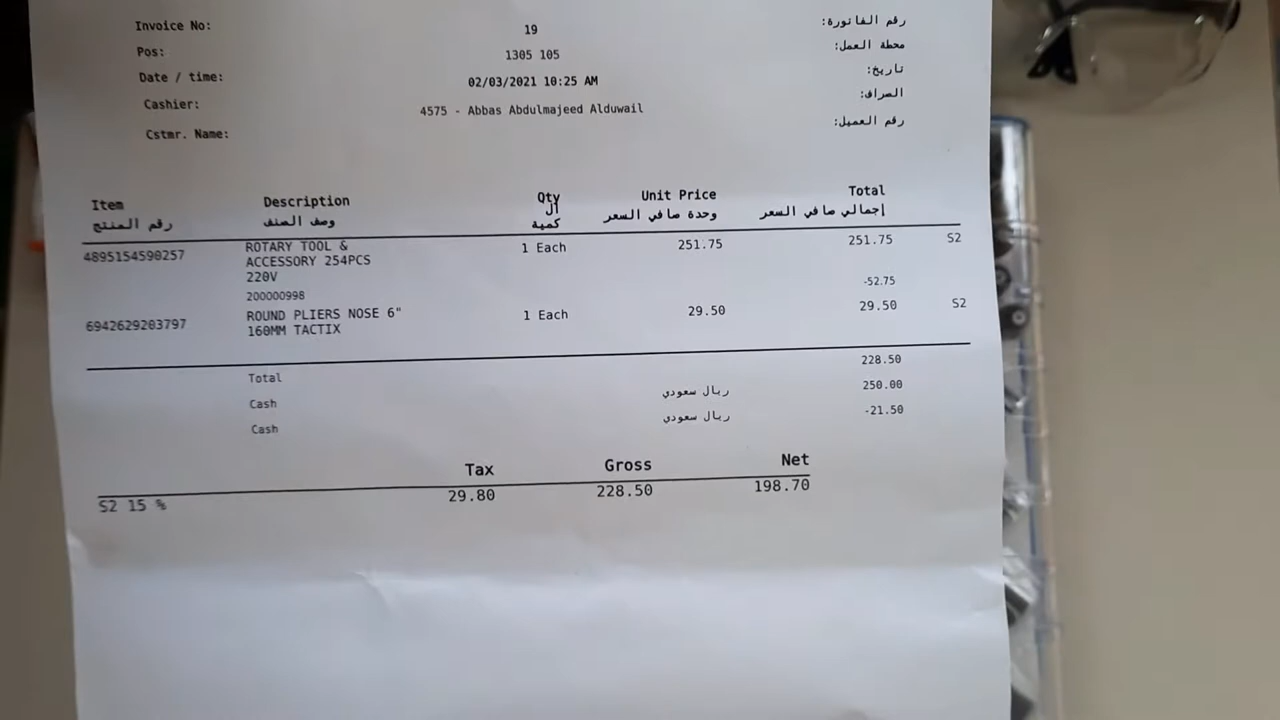 Invoice No: 19 رقم الفاتورة:
Pos: 1305 105 محطة العمل:
Date / time: 02/03/2021 10:25 AM تاريخ:
Cashier: 4575 - Abbas Abdulmajeed Alduwail الصراف:
Cstmr. Name: رقم العميل:
Item Description Qty Unit Price Total
رقم المنتج وصف الصنف ال كمية وحدة صافي السعر إجمالي صافي السعر
4895154590257 ROTARY TOOL & 1 Each 251.75 251.75 S2
ACCESSORY 254PCS
220V
200000998 -52.75
6942629203797 ROUND PLIERS NOSE 6" 1 Each 29.50 29.50 S2
160MM TACTIX
Total 228.50
Cash ريال سعودي 250.00
Cash ريال سعودي -21.50
Tax Gross Net
S2 15 % 29.80 228.50 198.70